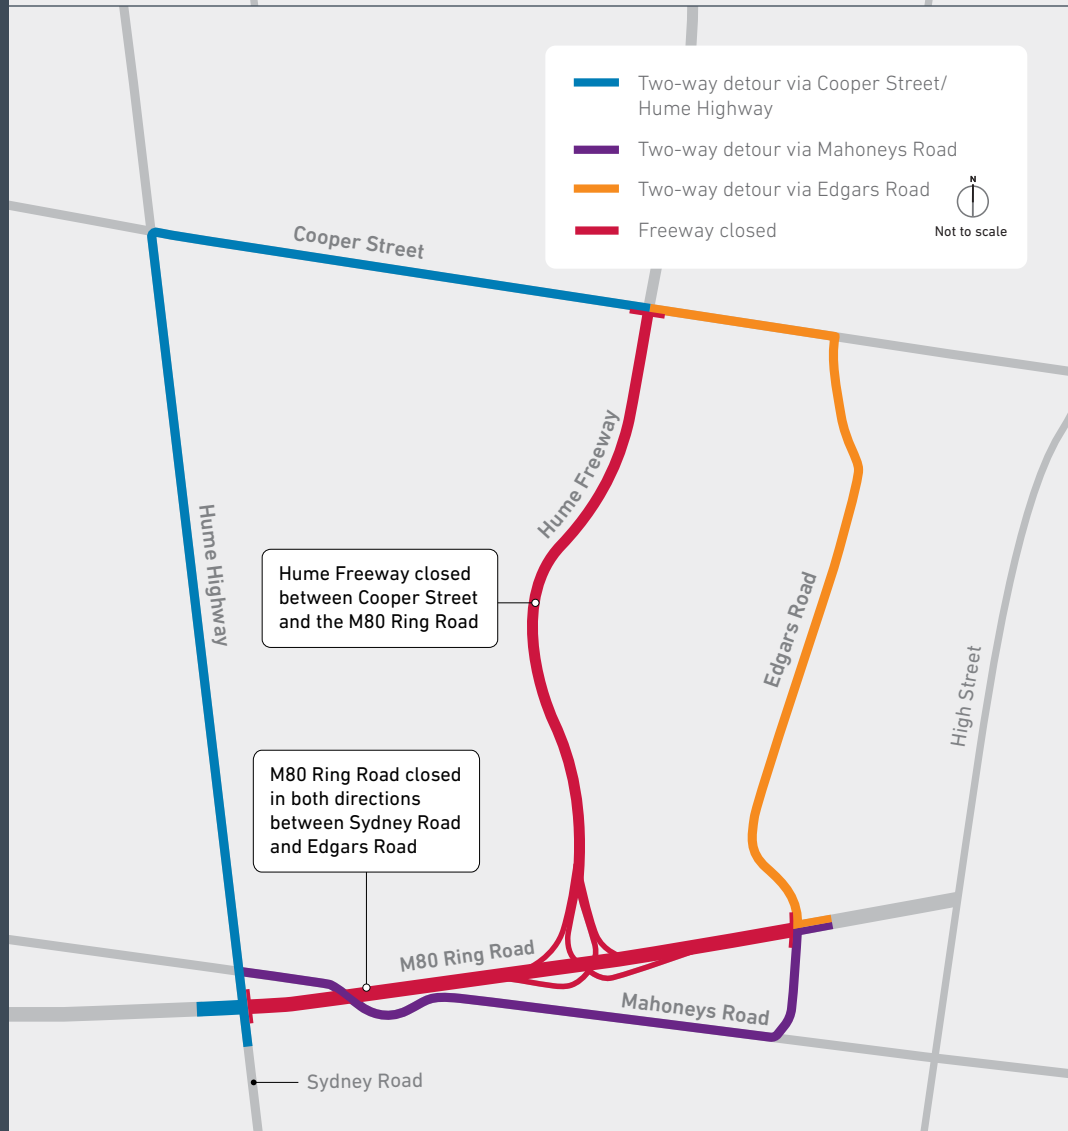 Two-way detour via Cooper Street/
Hume Highway
Two-way detour via Mahoneys Road
Two-way detour via Edgars Road
Freeway closed
N
Not to scale
Cooper Street
Hume Freeway
Hume Highway
Hume Freeway closed
between Cooper Street
and the M80 Ring Road
Edgars Road
High Street
M80 Ring Road closed
in both directions
between Sydney Road
and Edgars Road
M80 Ring Road
Mahoneys Road
Sydney Road